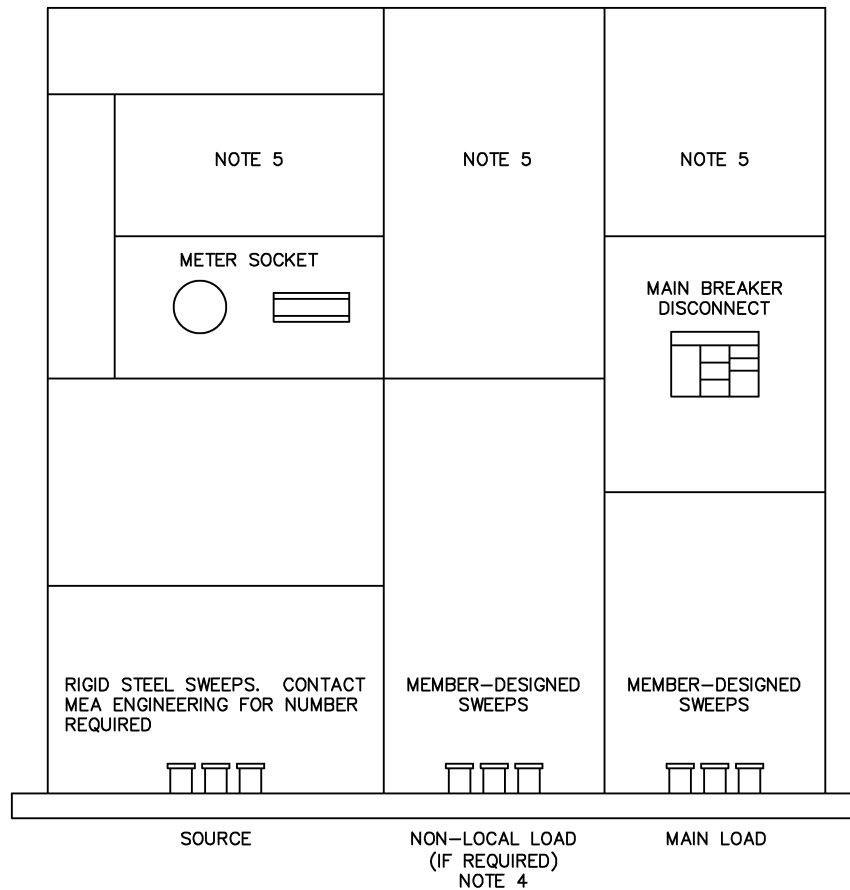 NOTE 5
NOTE 5
NOTE 5
METER SOCKET
MAIN BREAKER
DISCONNECT
RIGID STEEL SWEEPS. CONTACT
MEA ENGINEERING FOR NUMBER
REQUIRED
MEMBER-DESIGNED
SWEEPS
MEMBER-DESIGNED
SWEEPS
SOURCE
NON-LOCAL LOAD
(IF REQUIRED)
NOTE 4
MAIN LOAD